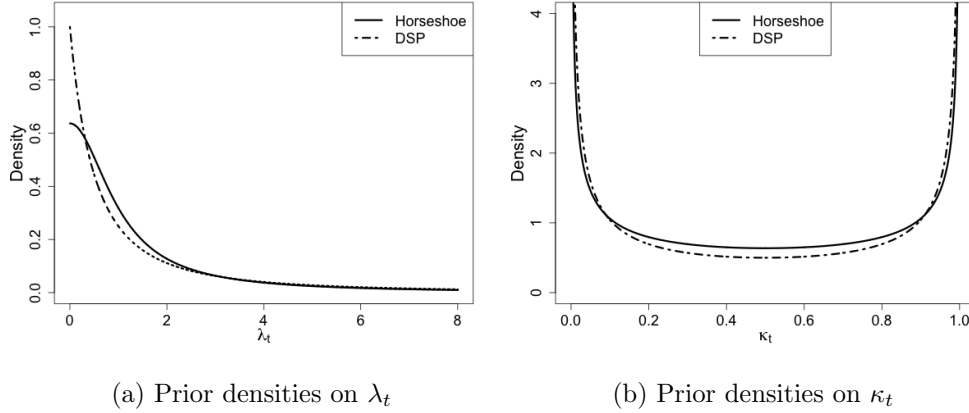 Horseshoe
DSP
Density
0.0 0.2 0.4 0.6 0.8 1.0
0 2 4 6 8
λt
Horseshoe
DSP
Density
0 1 2 3 4
0.0 0.2 0.4 0.6 0.8 1.0
κt
(a) Prior densities on λt
(b) Prior densities on κt